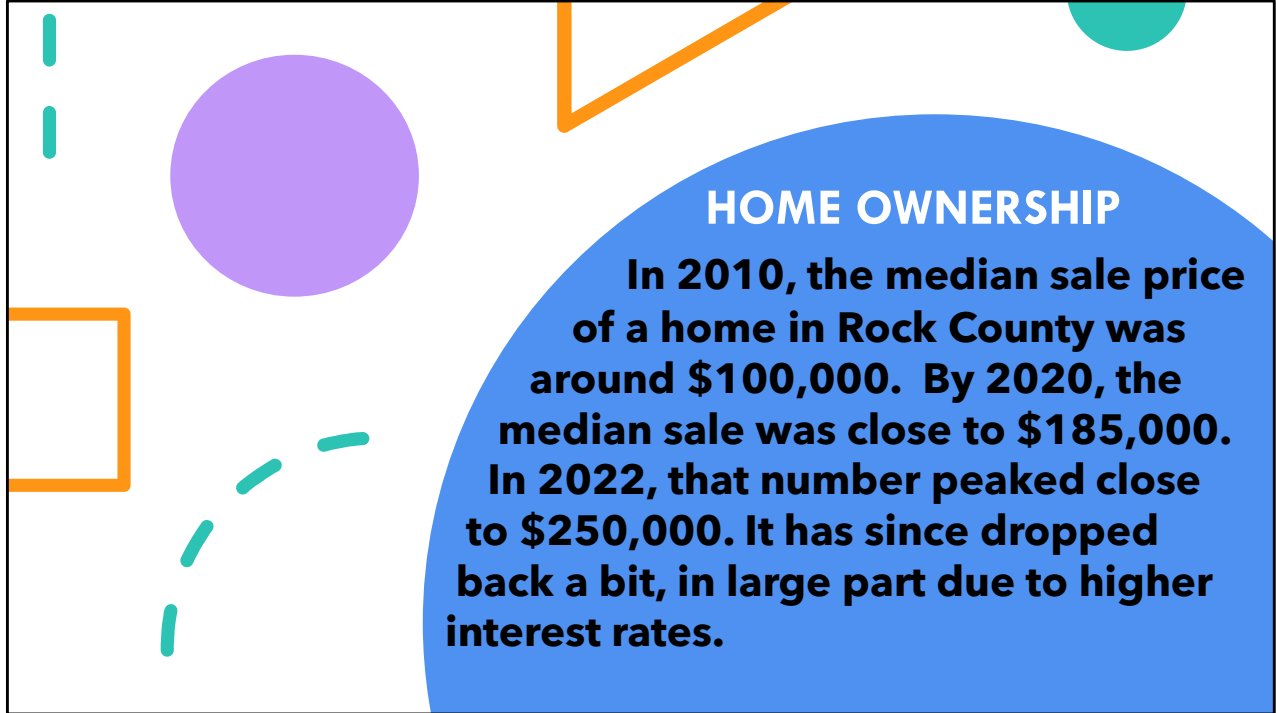 HOME OWNERSHIP
In 2010, the median sale price
of a home in Rock County was
around $100,000.  By 2020, the
median sale was close to $185,000.
In 2022, that number peaked close
to $250,000. It has since dropped
back a bit, in large part due to higher
interest rates.